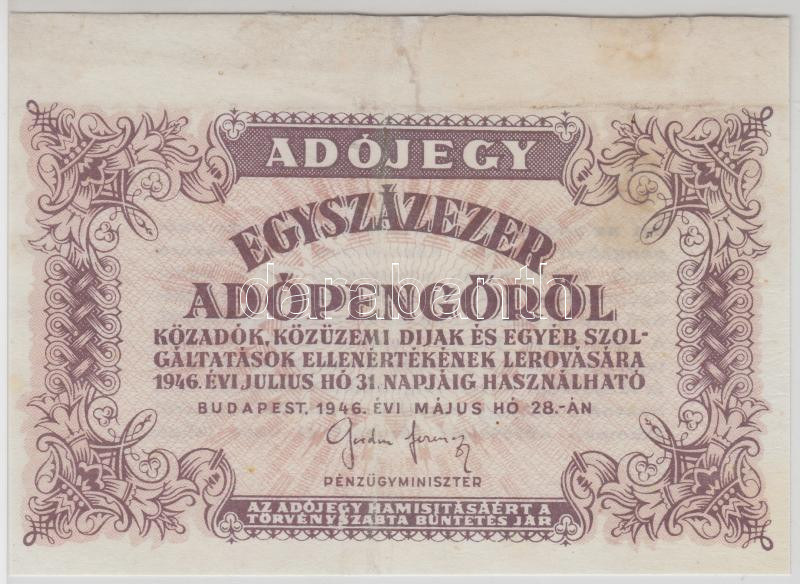 ADÓJEGY
EGYSZÁZEZER
darabanth
ADÓPENGŐRŐL
KÖZADÓK, KÖZÜZEMI DIJAK ÉS EGYÉB SZOL-
GÁLTATÁSOK ELLENÉRTÉKÉNEK LEROVÁSÁRA
1946. ÉVI JULIUS HÓ 31. NAPJÁIG HASZNÁLHATÓ
BUDAPEST, 1946. ÉVI MÁJUS HÓ 28.-ÁN
Gordon Ferenc
PÉNZÜGYMINISZTER
AZ ADÓJEGY HAMISITÁSÁÉRT A
TÖRVÉNYSZABTA BÜNTETÉS JÁR